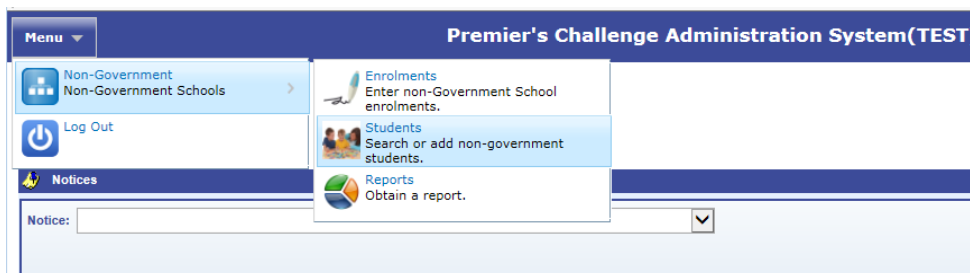 Menu
Premier's Challenge Administration System(TEST
Non-Government
Non-Government Schools
Log Out
Enrolments
Enter non-Government School
enrolments.
Students
Search or add non-government
students.
Reports
Obtain a report.
Notices
Notice: